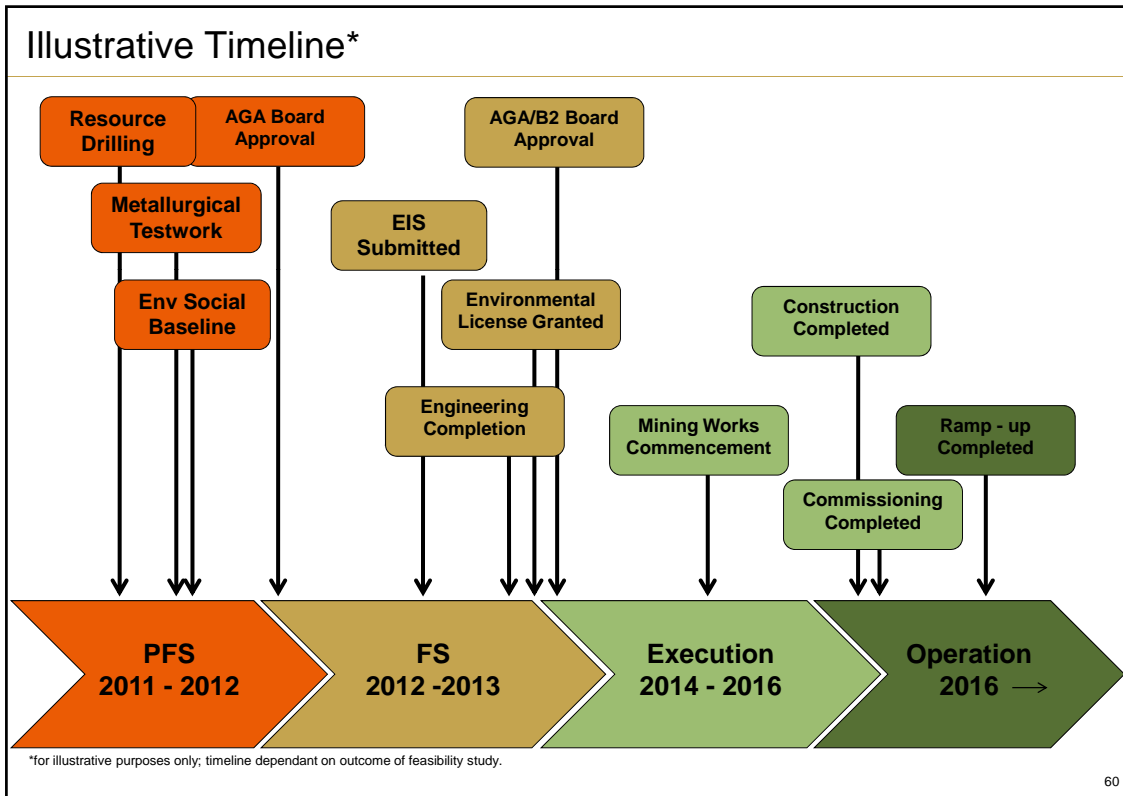 Illustrative Timeline*
Resource
Drilling
AGA Board
Approval
AGA/B2 Board
Approval
Metallurgical
Testwork
EIS
Submitted
Env Social
Baseline
Environmental
License Granted
Construction
Completed
Engineering
Completion
Mining Works
Commencement
Ramp - up
Completed
Commissioning
Completed
PFS
2011 - 2012
FS
2012 -2013
Execution
2014 - 2016
Operation
2016
*for illustrative purposes only; timeline dependant on outcome of feasibility study.
60